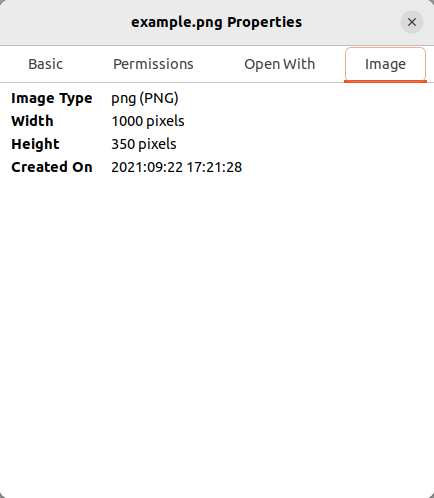 example.png Properties
Basic Permissions Open With Image
Image Type png (PNG)
Width 1000 pixels
Height 350 pixels
Created On 2021:09:22 17:21:28